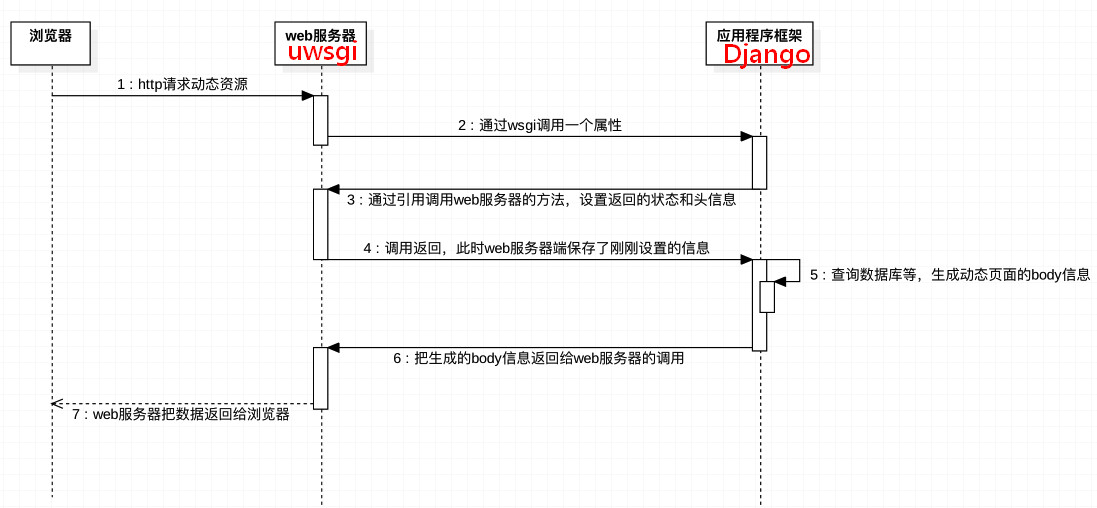 浏览器
web服务器
uwsgi
应用程序框架
Django
1 : http请求动态资源
2 : 通过wsgi调用一个属性
3 : 通过引用调用web服务器的方法，设置返回的状态和头信息
4 : 调用返回，此时web服务器端保存了刚刚设置的信息
5 : 查询数据库等，生成动态页面的body信息
6 : 把生成的body信息返回给web服务器的调用
7 : web服务器把数据返回给浏览器